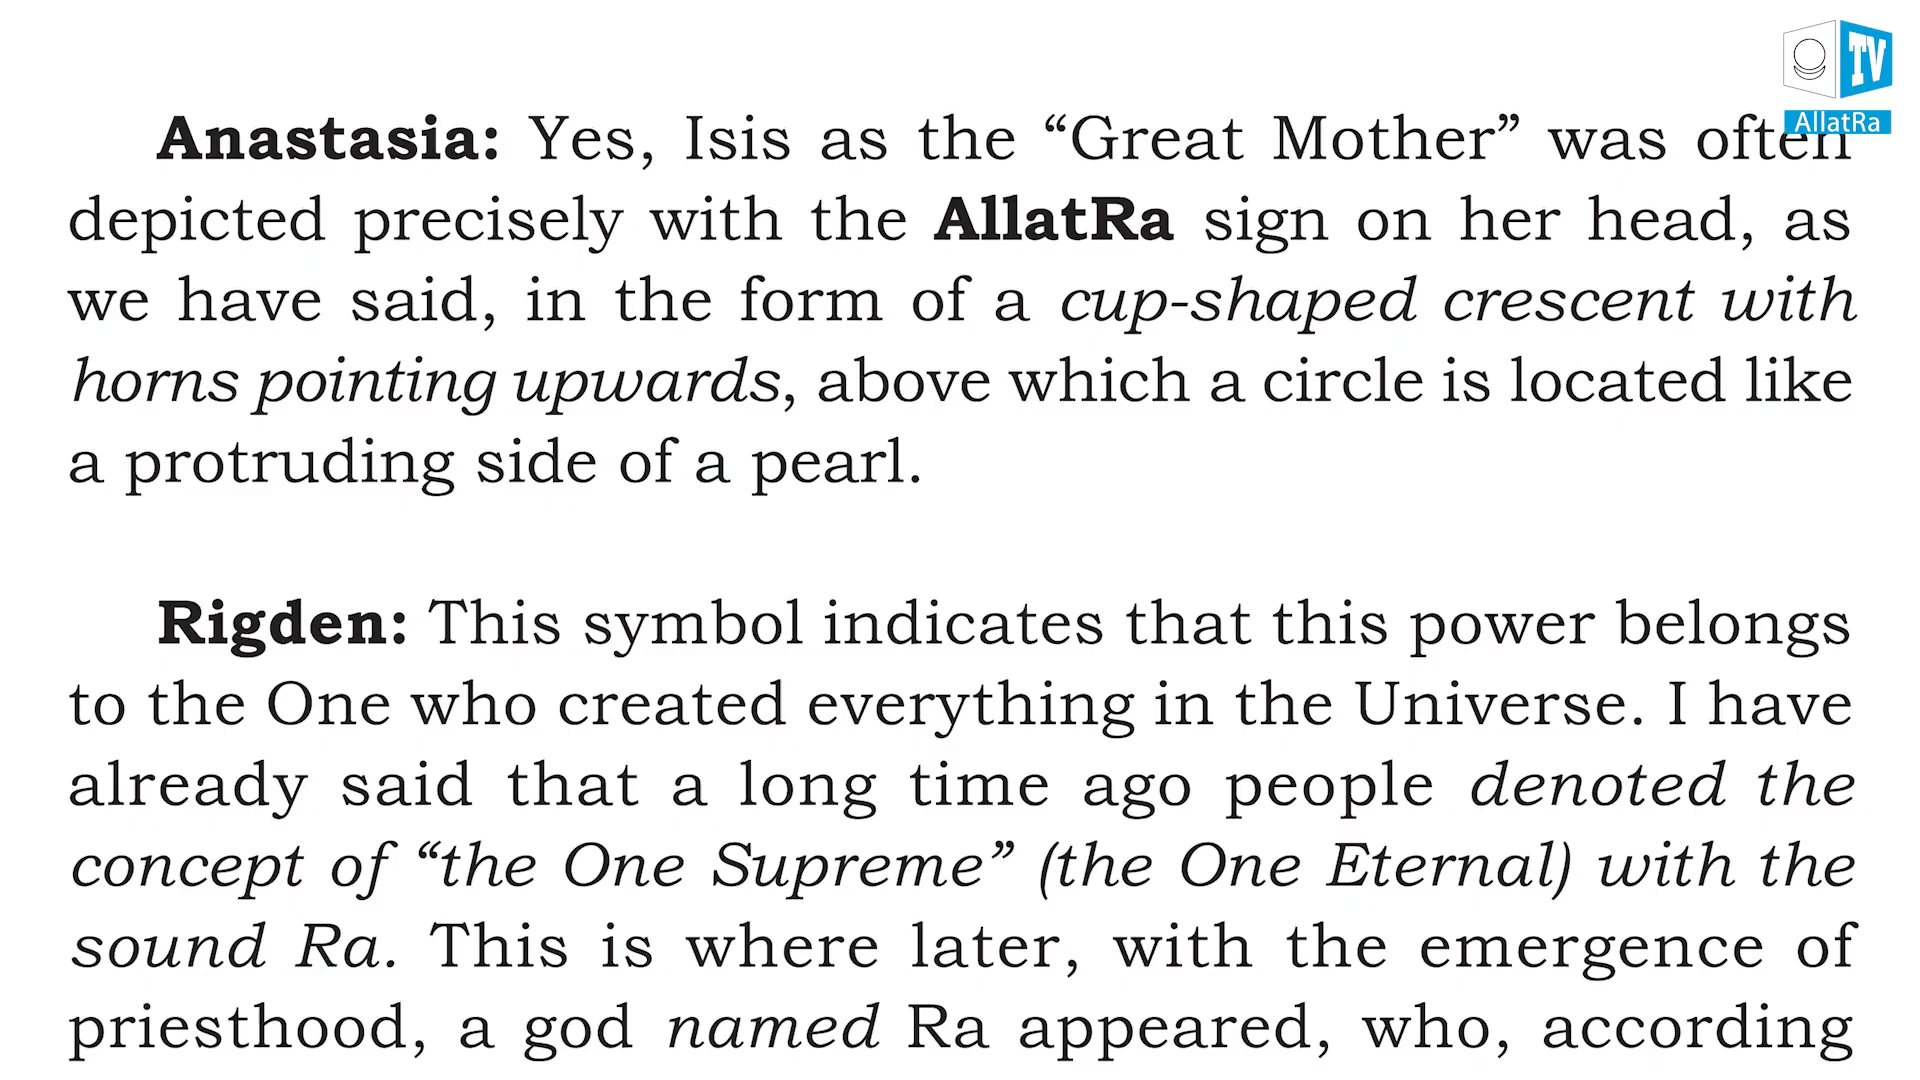 TV
AllatRa
Anastasia: Yes, Isis as the “Great Mother” was often
depicted precisely with the AllatRa sign on her head, as
we have said, in the form of a cup-shaped crescent with
horns pointing upwards, above which a circle is located like
a protruding side of a pearl.
Rigden: This symbol indicates that this power belongs
to the One who created everything in the Universe. I have
already said that a long time ago people denoted the
concept of “the One Supreme” (the One Eternal) with the
sound Ra. This is where later, with the emergence of
priesthood, a god named Ra appeared, who, according